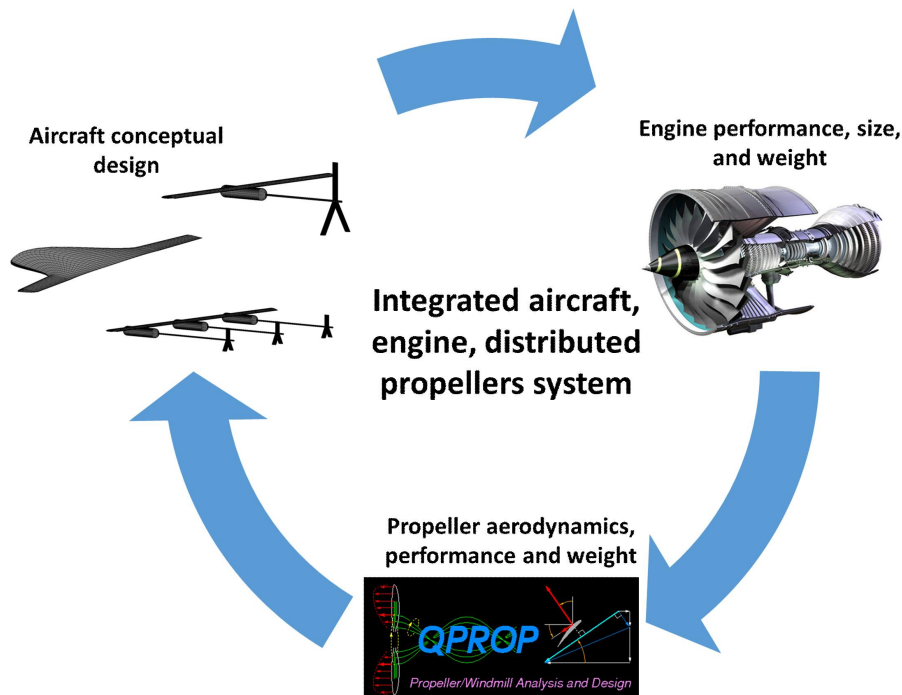 Aircraft conceptual
design
Engine performance, size,
and weight
Integrated aircraft,
engine, distributed
propellers system
Propeller aerodynamics,
performance and weight
QPROP
Propeller/Windmill Analysis and Design